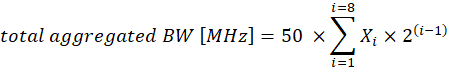 total aggregated BW [MHz] = 50 × ∑_{i=1}^{i=8} X_i × 2^{(i−1)}